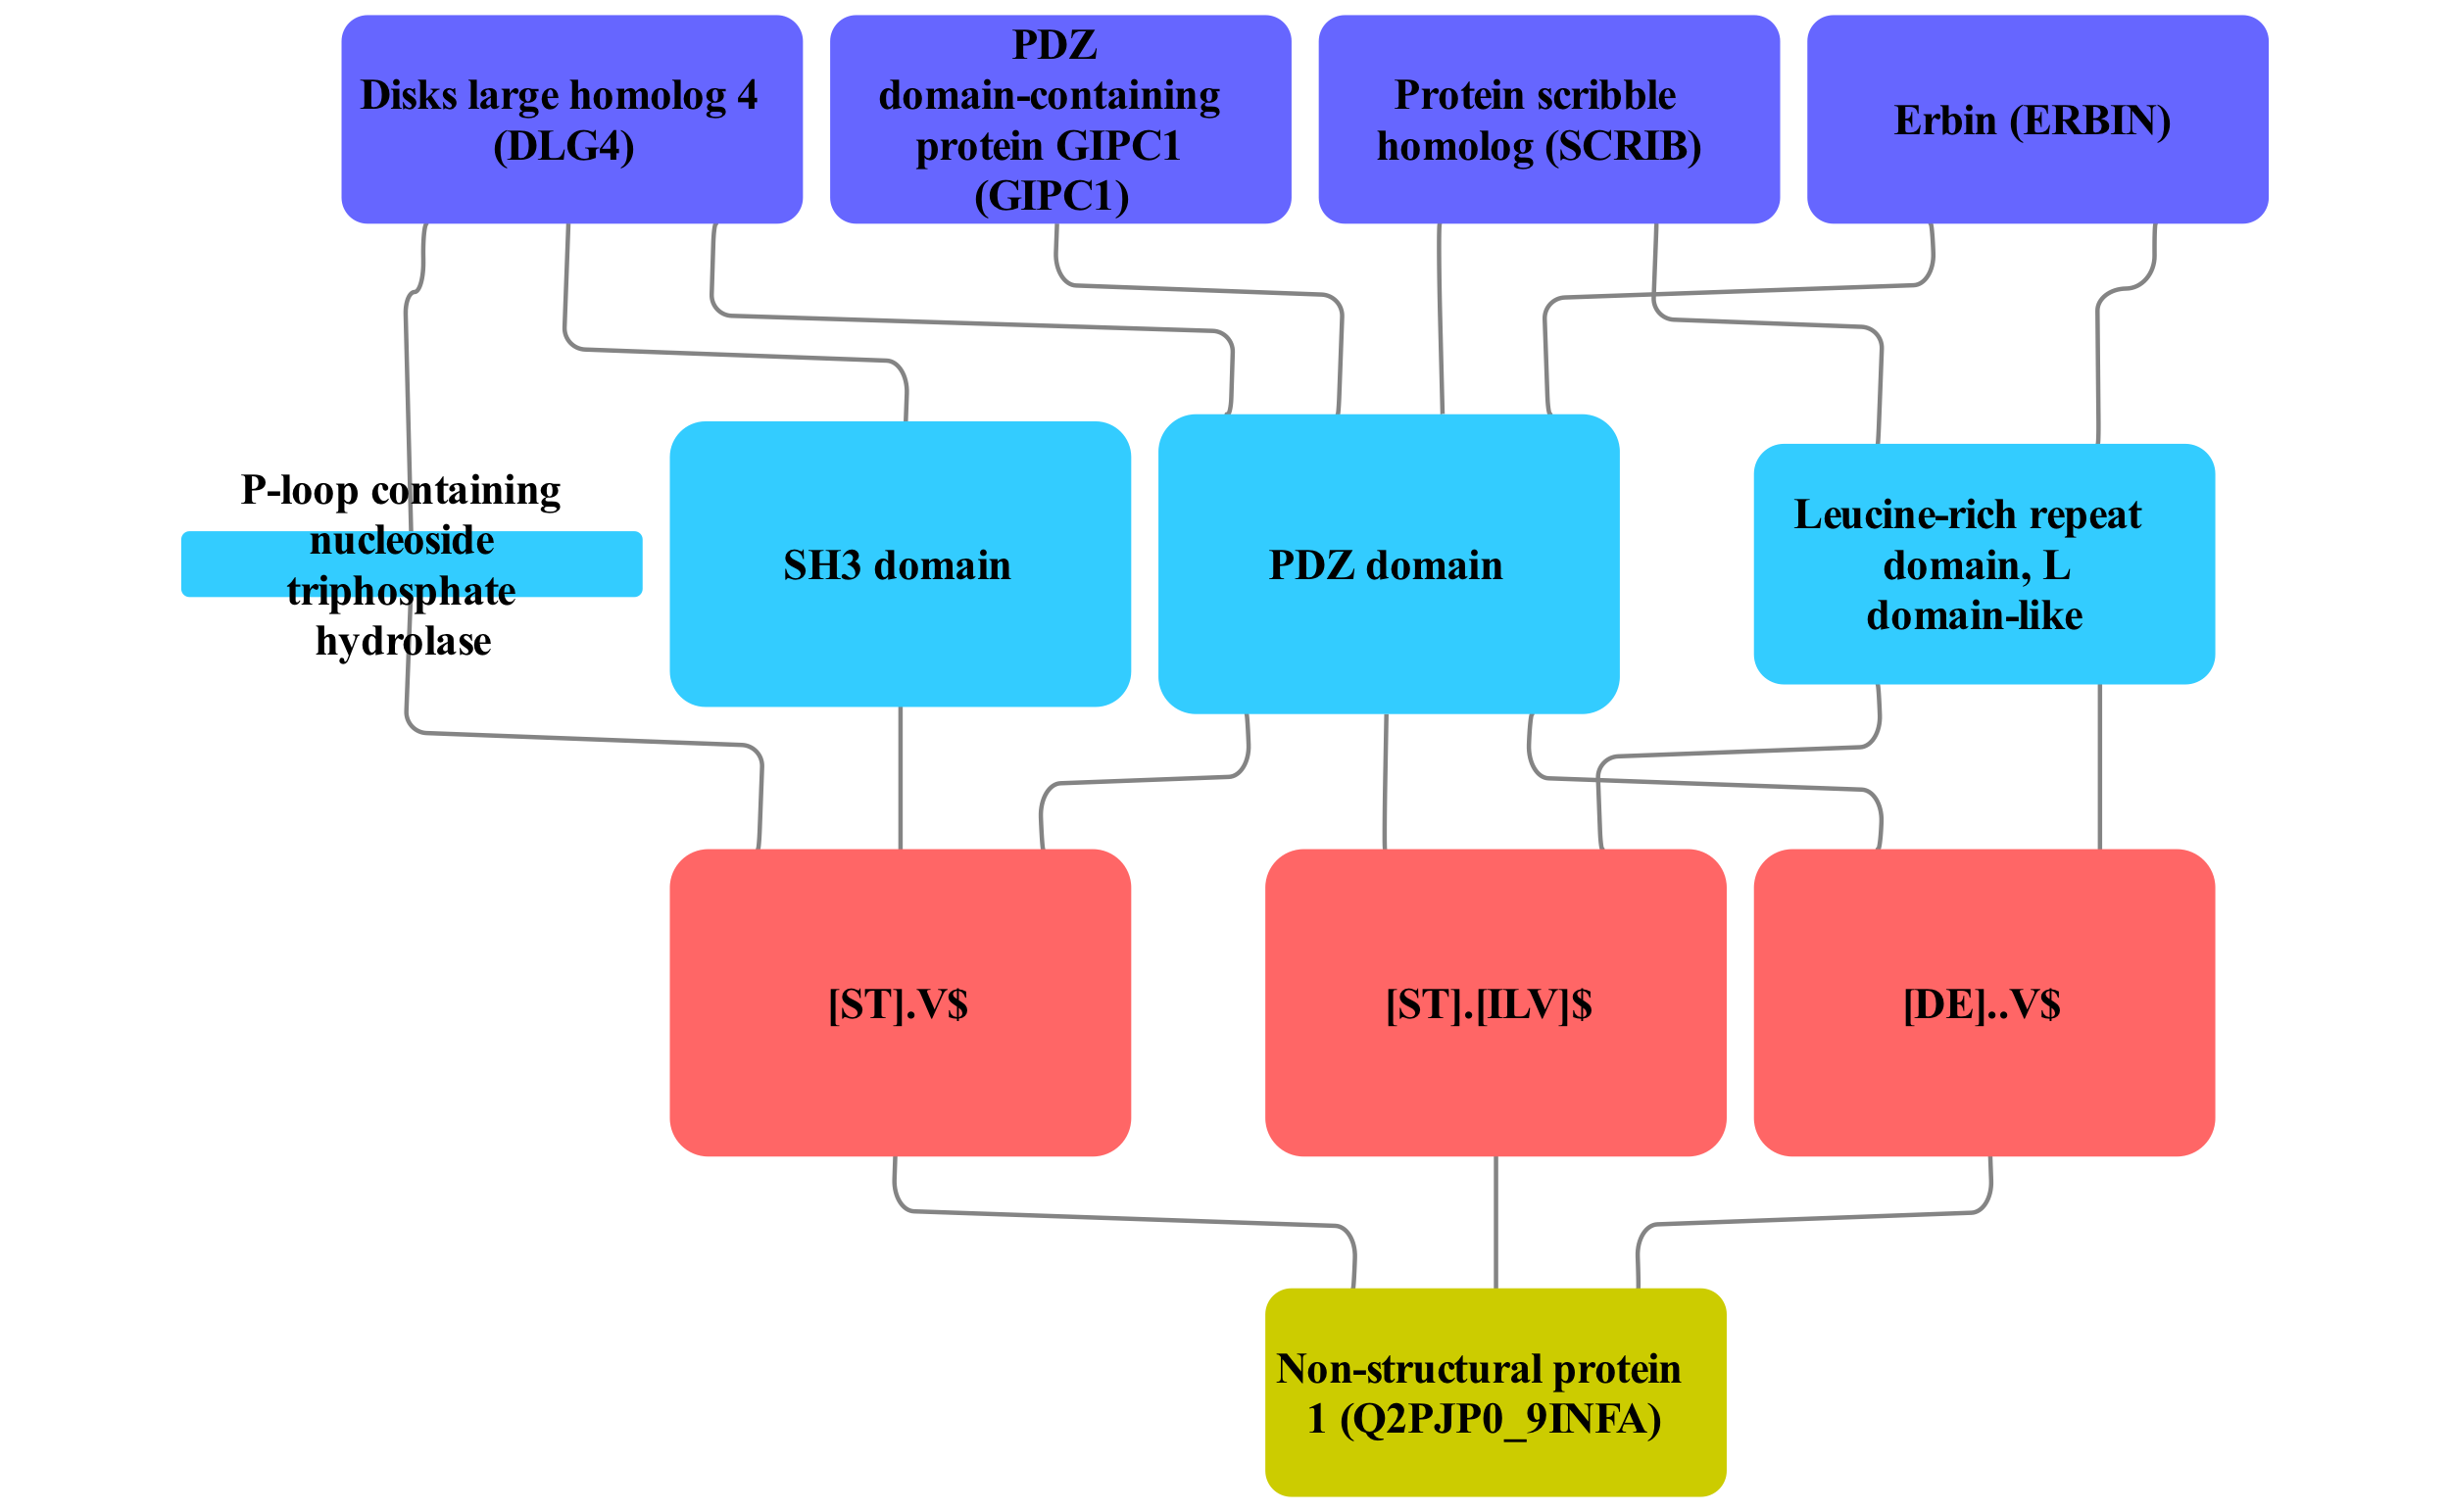 Disks large homolog 4
(DLG4)
PDZ
domain-containing
protein GIPC1
(GIPC1)
Protein scribble
homolog (SCRIB)
Erbin (ERBIN)
P-loop containing
nucleoside
triphosphate
hydrolase
SH3 domain
PDZ domain
Leucine-rich repeat
domain, L
domain-like
[ST].V$
[ST].[ILV]$
[DE]..V$
Non-structural protein
1 (Q2PJP0_9INFA)